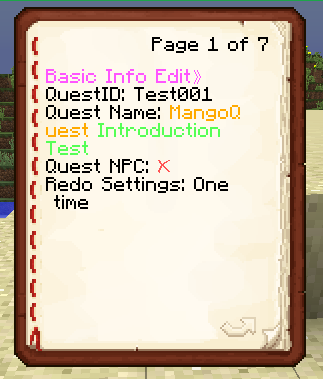 Page 1 of 7
Basic Info Edit》
QuestID: Test001
Quest Name: MangoQ
uest Introduction
Test
Quest NPC: X
Redo Settings: One
time